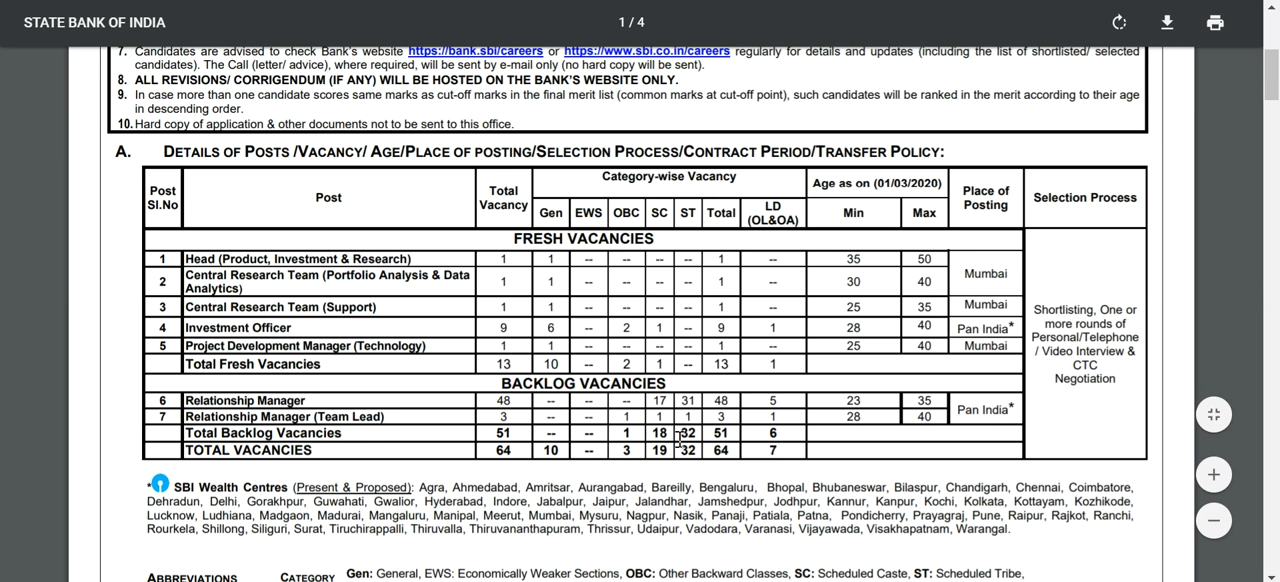 STATE BANK OF INDIA
1 / 4
7. Candidates are advised to check Bank's website https://bank.sbi/careers or https://www.sbi.co.in/careers regularly for details and updates (including the list of shortlisted/ selected
candidates). The Call (letter/ advice), where required, will be sent by e-mail only (no hard copy will be sent).
8. ALL REVISIONS/ CORRIGENDUM (IF ANY) WILL BE HOSTED ON THE BANK'S WEBSITE ONLY.
9. In case more than one candidate scores same marks as cut-off marks in the final merit list (common marks at cut-off point), such candidates will be ranked in the merit according to their age
in descending order.
10. Hard copy of application & other documents not to be sent to this office.
A. DETAILS OF POSTS /VACANCY/ AGE/PLACE OF POSTING/SELECTION PROCESS/CONTRACT PERIOD/TRANSFER POLICY:
Post Sl.No Post Total Vacancy Category-wise Vacancy Age as on (01/03/2020) Place of Posting Selection Process
Gen EWS OBC SC ST Total LD (OL&OA) Min Max
FRESH VACANCIES
1 Head (Product, Investment & Research) 1 1 -- -- -- -- 1 -- 35 50 Mumbai
2 Central Research Team (Portfolio Analysis & Data Analytics) 1 1 -- -- -- -- 1 -- 30 40
3 Central Research Team (Support) 1 1 -- -- -- -- 1 -- 25 35 Mumbai
4 Investment Officer 9 6 -- 2 1 -- 9 1 28 40 Pan India*
5 Project Development Manager (Technology) 1 1 -- -- -- -- 1 -- 25 40 Mumbai
Total Fresh Vacancies 13 10 -- 2 1 -- 13 1
BACKLOG VACANCIES
6 Relationship Manager 48 -- -- -- 17 31 48 5 23 35 Pan India*
7 Relationship Manager (Team Lead) 3 -- -- 1 1 1 3 1 28 40
Total Backlog Vacancies 51 -- -- 1 18 32 51 6
TOTAL VACANCIES 64 10 -- 3 19 32 64 7
Shortlisting, One or
more rounds of
Personal/Telephone
/ Video Interview &
CTC
Negotiation
* SBI Wealth Centres (Present & Proposed): Agra, Ahmedabad, Amritsar, Aurangabad, Bareilly, Bengaluru, Bhopal, Bhubaneswar, Bilaspur, Chandigarh, Chennai, Coimbatore,
Dehradun, Delhi, Gorakhpur, Guwahati, Gwalior, Hyderabad, Indore, Jabalpur, Jaipur, Jalandhar, Jamshedpur, Jodhpur, Kannur, Kanpur, Kochi, Kolkata, Kottayam, Kozhikode,
Lucknow, Ludhiana, Madgaon, Madurai, Mangaluru, Manipal, Meerut, Mumbai, Mysuru, Nagpur, Nasik, Panaji, Patiala, Patna, Pondicherry, Prayagraj, Pune, Raipur, Rajkot, Ranchi,
Rourkela, Shillong, Siliguri, Surat, Tiruchirappalli, Thiruvalla, Thiruvananthapuram, Thrissur, Udaipur, Vadodara, Varanasi, Vijayawada, Visakhapatnam, Warangal.
ABBREVIATIONS CATEGORY Gen: General, EWS: Economically Weaker Sections, OBC: Other Backward Classes, SC: Scheduled Caste, ST: Scheduled Tribe,